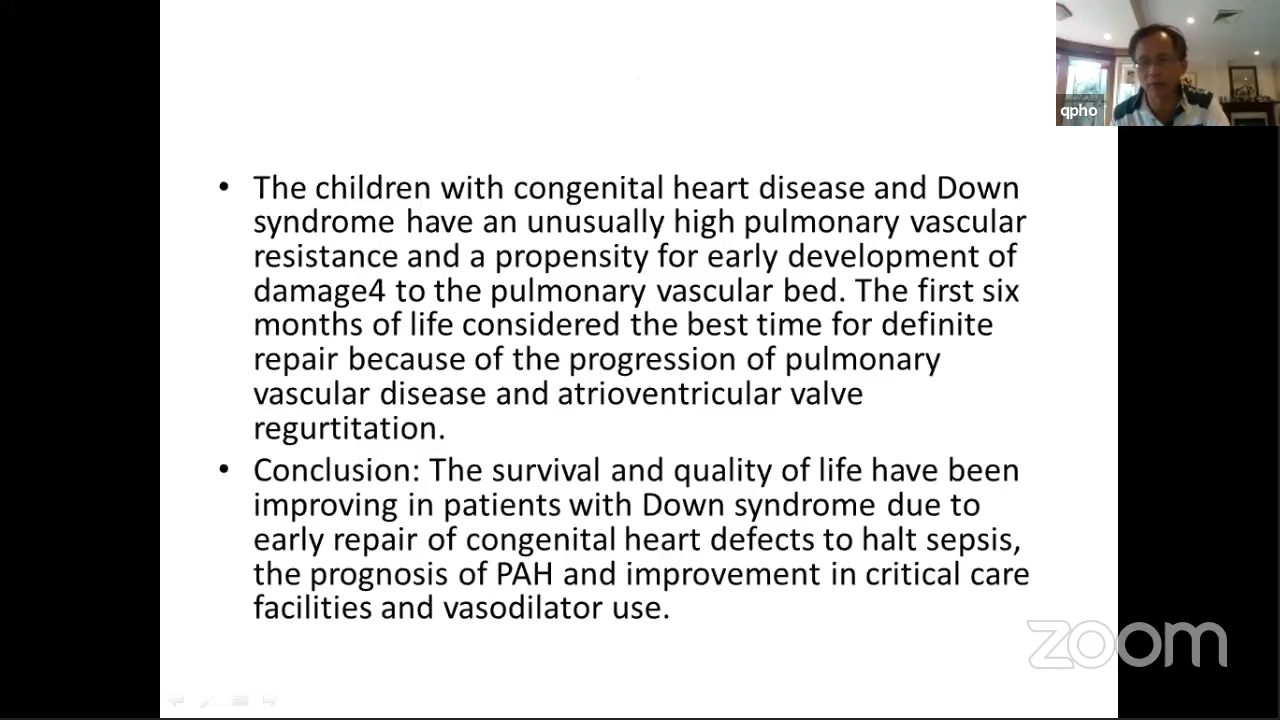 qpho
• The children with congenital heart disease and Down
syndrome have an unusually high pulmonary vascular
resistance and a propensity for early development of
damage4 to the pulmonary vascular bed. The first six
months of life considered the best time for definite
repair because of the progression of pulmonary
vascular disease and atrioventricular valve
regurtitation.
• Conclusion: The survival and quality of life have been
improving in patients with Down syndrome due to
early repair of congenital heart defects to halt sepsis,
the prognosis of PAH and improvement in critical care
facilities and vasodilator use.
zoom